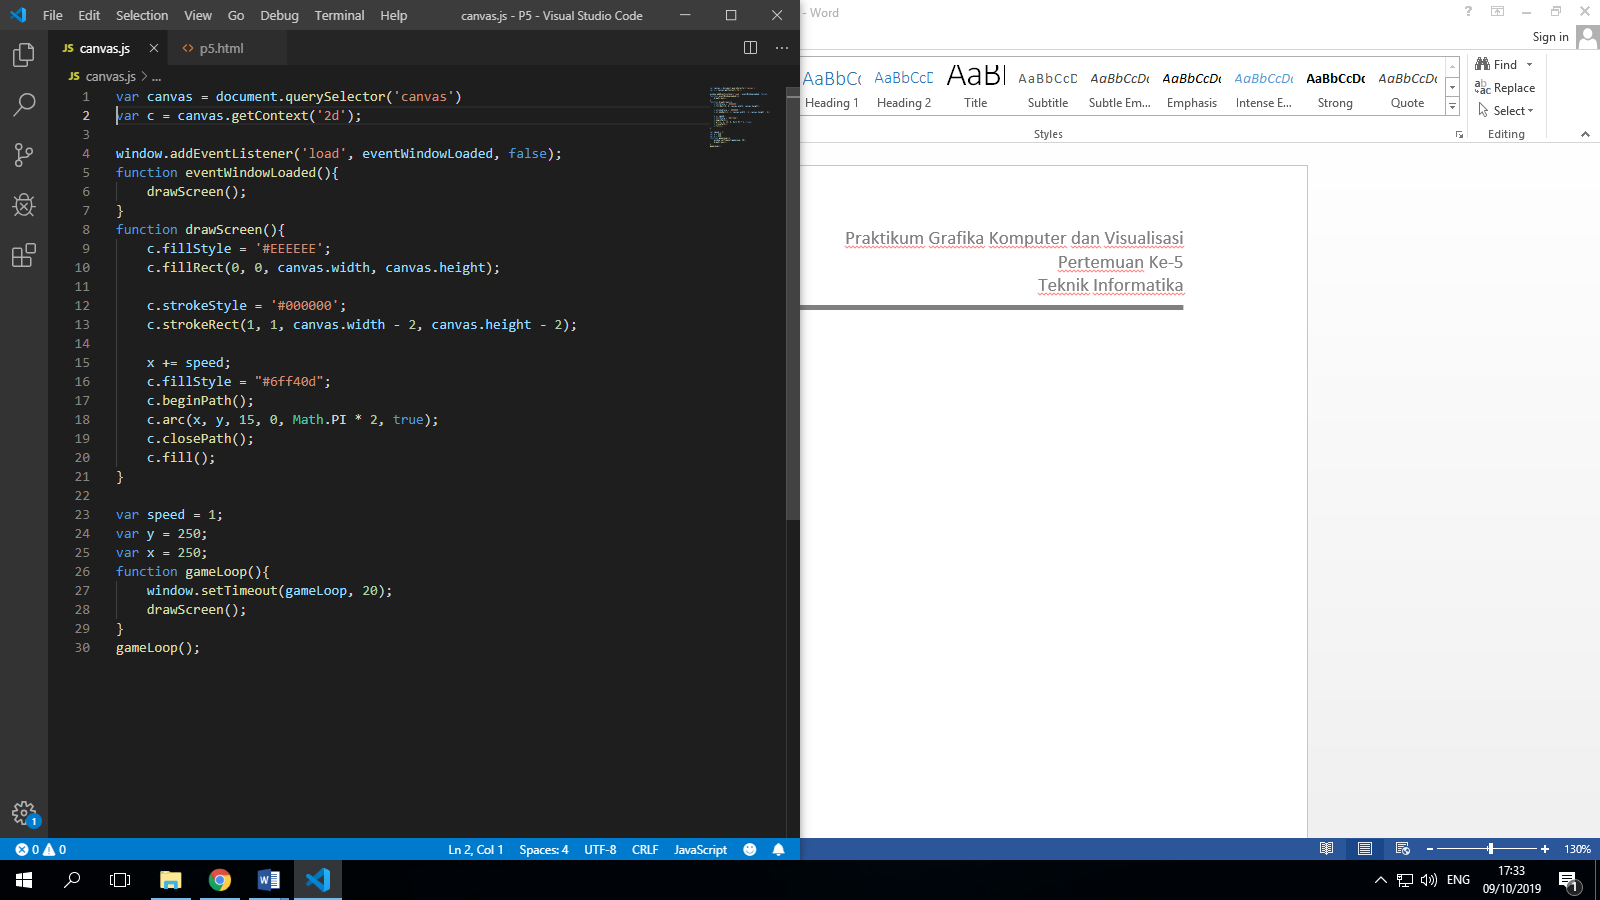 File Edit Selection View Go Debug Terminal Help canvas.js - P5 - Visual Studio Code
JS canvas.js
<> p5.html
JS canvas.js > ...
1 var canvas = document.querySelector('canvas')
2 var c = canvas.getContext('2d');
3
4 window.addEventListener('load', eventWindowLoaded, false);
5 function eventWindowLoaded(){
6 drawScreen();
7 }
8 function drawScreen(){
9 c.fillStyle = '#EEEEEE';
10 c.fillRect(0, 0, canvas.width, canvas.height);
11
12 c.strokeStyle = '#000000';
13 c.strokeRect(1, 1, canvas.width - 2, canvas.height - 2);
14
15 x += speed;
16 c.fillStyle = "#6ff40d";
17 c.beginPath();
18 c.arc(x, y, 15, 0, Math.PI * 2, true);
19 c.closePath();
20 c.fill();
21 }
22
23 var speed = 1;
24 var y = 250;
25 var x = 250;
26 function gameLoop(){
27 window.setTimeout(gameLoop, 20);
28 drawScreen();
29 }
30 gameLoop();
1
0 0 Ln 2, Col 1 Spaces: 4 UTF-8 CRLF JavaScript
- Word
?
Sign in
AaBbCc AaBbCcD AaBb AaBbCcD AaBbCcDc AaBbCcDc AaBbCcDc AaBbCcDc AaBbCcDc
Heading 1 Heading 2 Title Subtitle Subtle Em... Emphasis Intense E... Strong Quote
Styles
Find
Replace
Select
Editing
Praktikum Grafika Komputer dan Visualisasi
Pertemuan Ke-5
Teknik Informatika
130%
ENG
17:33
09/10/2019
1